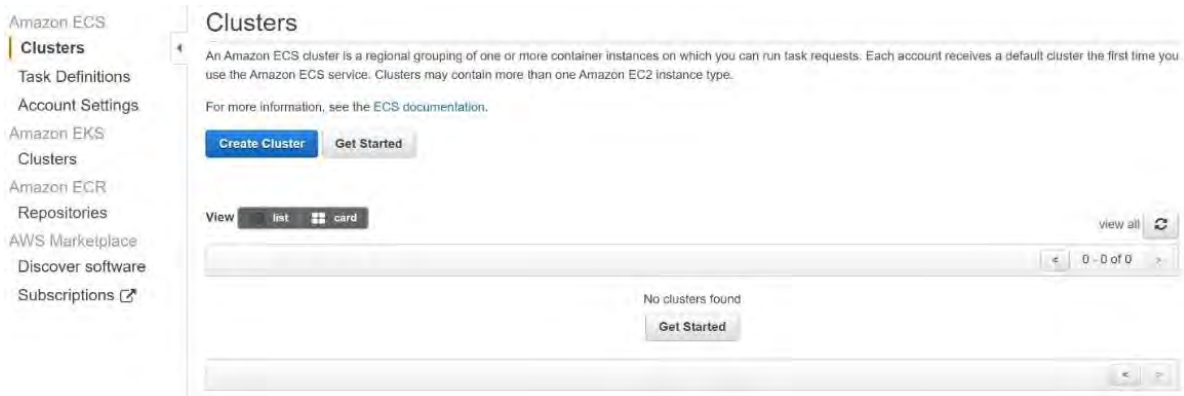 Amazon ECS
Clusters
Task Definitions
Account Settings
Amazon EKS
Clusters
Amazon ECR
Repositories
AWS Marketplace
Discover software
Subscriptions
Clusters
An Amazon ECS cluster is a regional grouping of one or more container instances on which you can run task requests. Each account receives a default cluster the first time you
use the Amazon ECS service. Clusters may contain more than one Amazon EC2 instance type.
For more information, see the ECS documentation.
Create Cluster Get Started
View list card view all
< 0 - 0 of 0 >
No clusters found
Get Started
< >